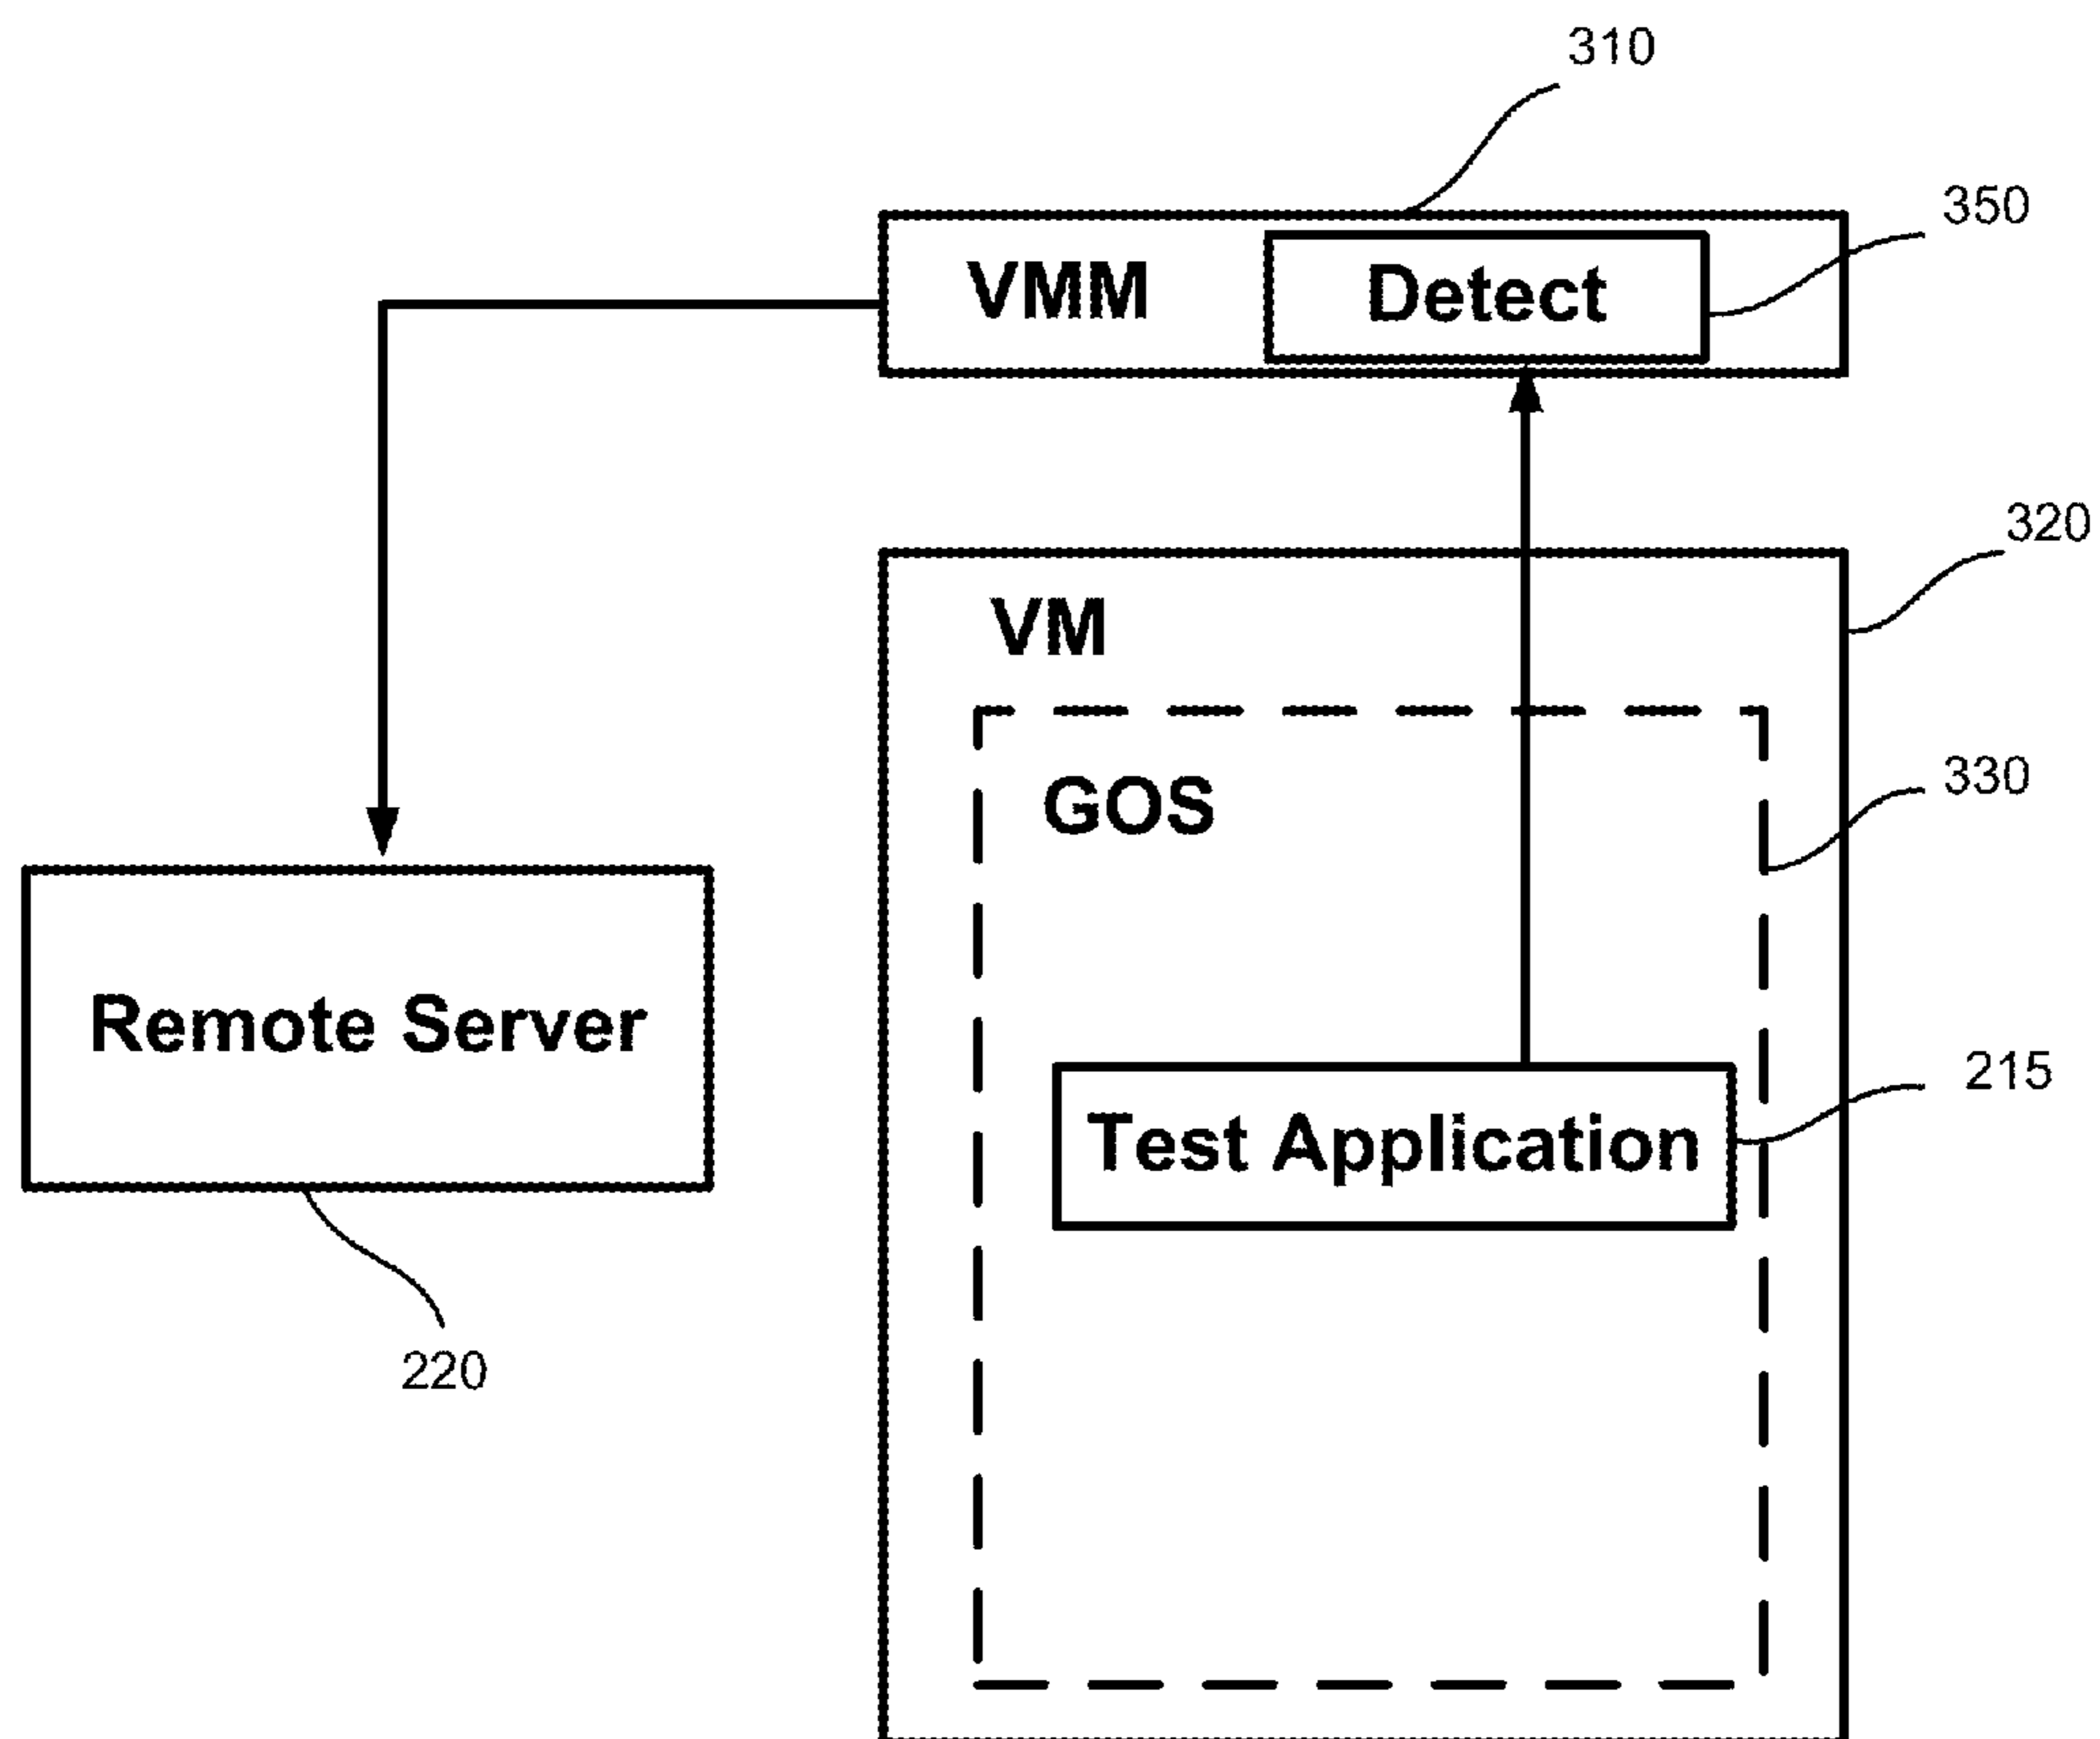 310
350
VMM
Detect
320
VM
330
GOS
Remote Server
215
Test Application
220